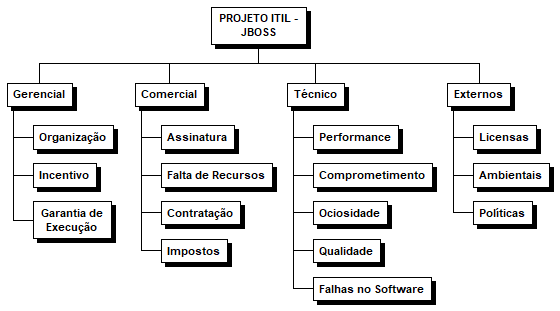 PROJETO ITIL -
JBOSS
Gerencial
Comercial
Técnico
Externos
Organização
Incentivo
Garantia de
Execução
Assinatura
Falta de Recursos
Contratação
Impostos
Performance
Comprometimento
Ociosidade
Qualidade
Falhas no Software
Licensas
Ambientais
Políticas